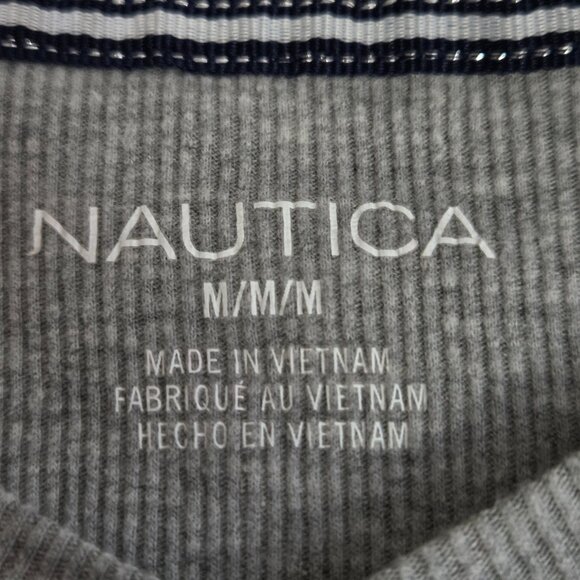 NAUTICA
M/M/M
MADE IN VIETNAM
FABRIQUÉ AU VIETNAM
HECHO EN VIETNAM